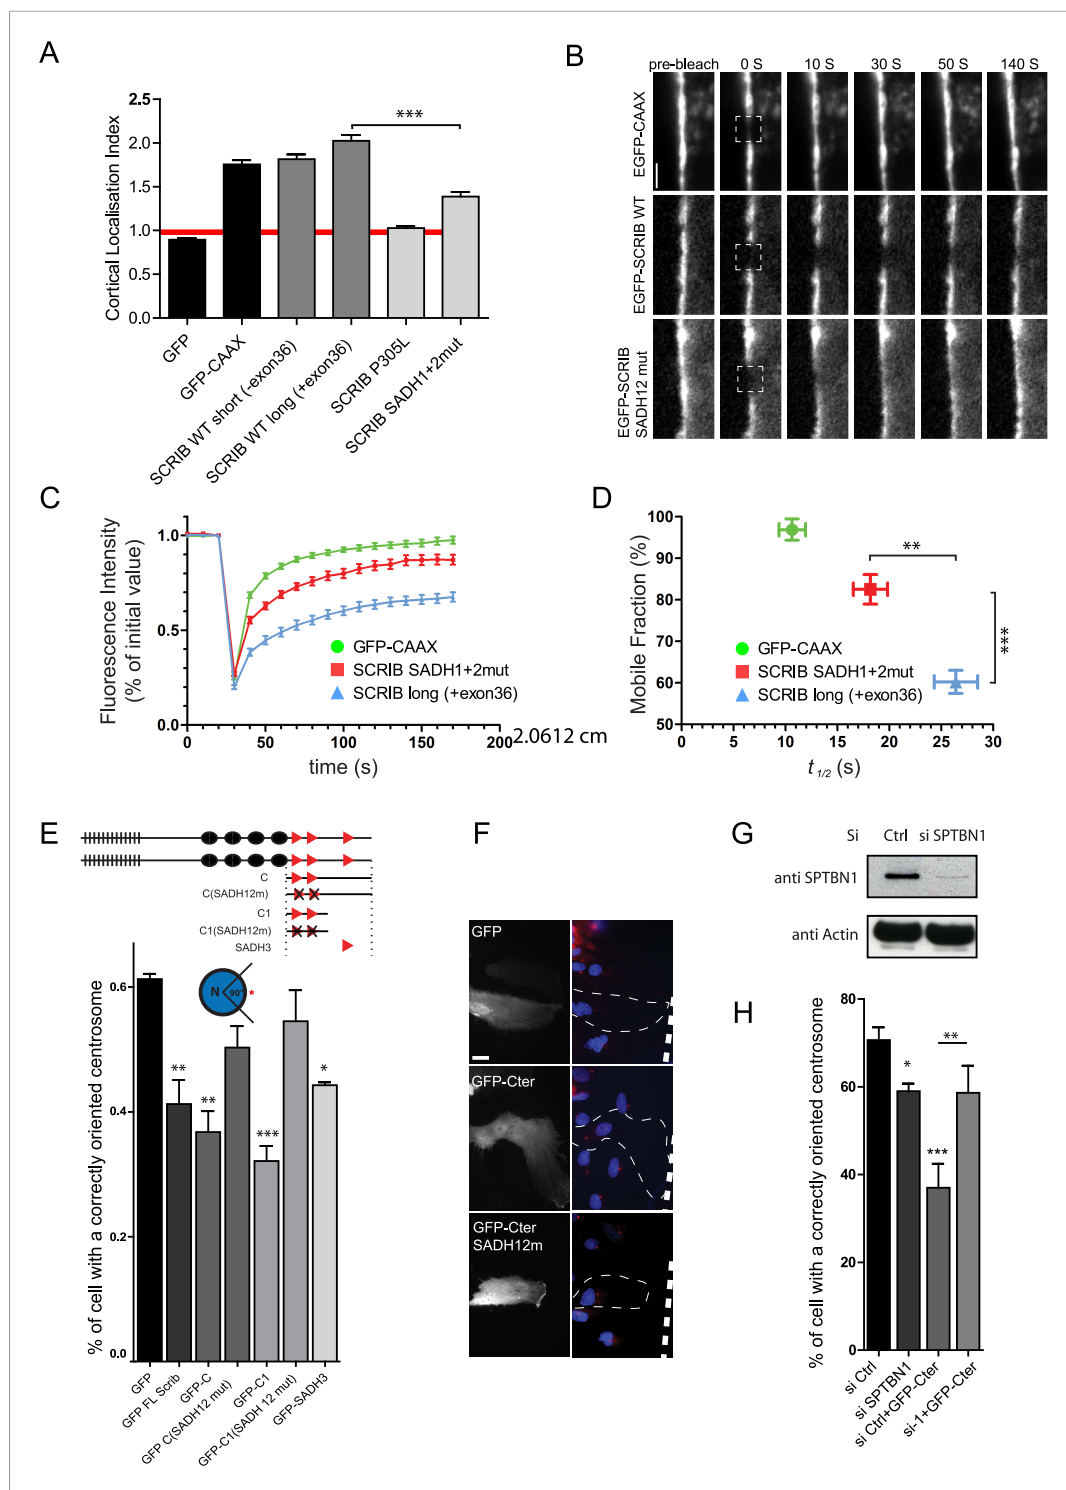 A
Cortical Localisation Index
2.5
2.0
1.5
1.0
0.5
0.0
***
GFP
GFP-CAAX
SCRIB WT short (-exon36)
SCRIB WT long (+exon36)
SCRIB P305L
SCRIB SADH1+2mut
B
pre-bleach 0 S 10 S 30 S 50 S 140 S
EGFP-CAAX
EGFP-SCRIB WT
EGFP-SCRIB
SADH12 mut
C
Fluorescence Intensity
(% of initial value)
1.0
0.5
0.0
GFP-CAAX
SCRIB SADH1+2mut
SCRIB long (+exon36)
0 50 100 150 200
2.0612 cm
time (s)
D
Mobile Fraction (%)
100
90
80
70
60
50
**
***
GFP-CAAX
SCRIB SADH1+2mut
SCRIB long (+exon36)
0 5 10 15 20 25 30
t 1/2 (s)
E
C
C(SADH12m)
C1
C1(SADH12m)
SADH3
% of cell with a correctly oriented centrosome
0.6
0.4
0.2
0.0
N 90° *
** ** *** *
GFP
GFP FL Scrib
GFP-C
GFP C(SADH12 mut)
GFP-C1
GFP-C1(SADH 12 mut)
GFP-SADH3
F
GFP
GFP-Cter
GFP-Cter
SADH12m
G
Si Ctrl si SPTBN1
anti SPTBN1
anti Actin
H
% of cell with a correctly oriented centrosome
80
60
40
20
0
* *** **
si Ctrl
si SPTBN1
si Ctrl+GFP-Cter
si-1+GFP-Cter